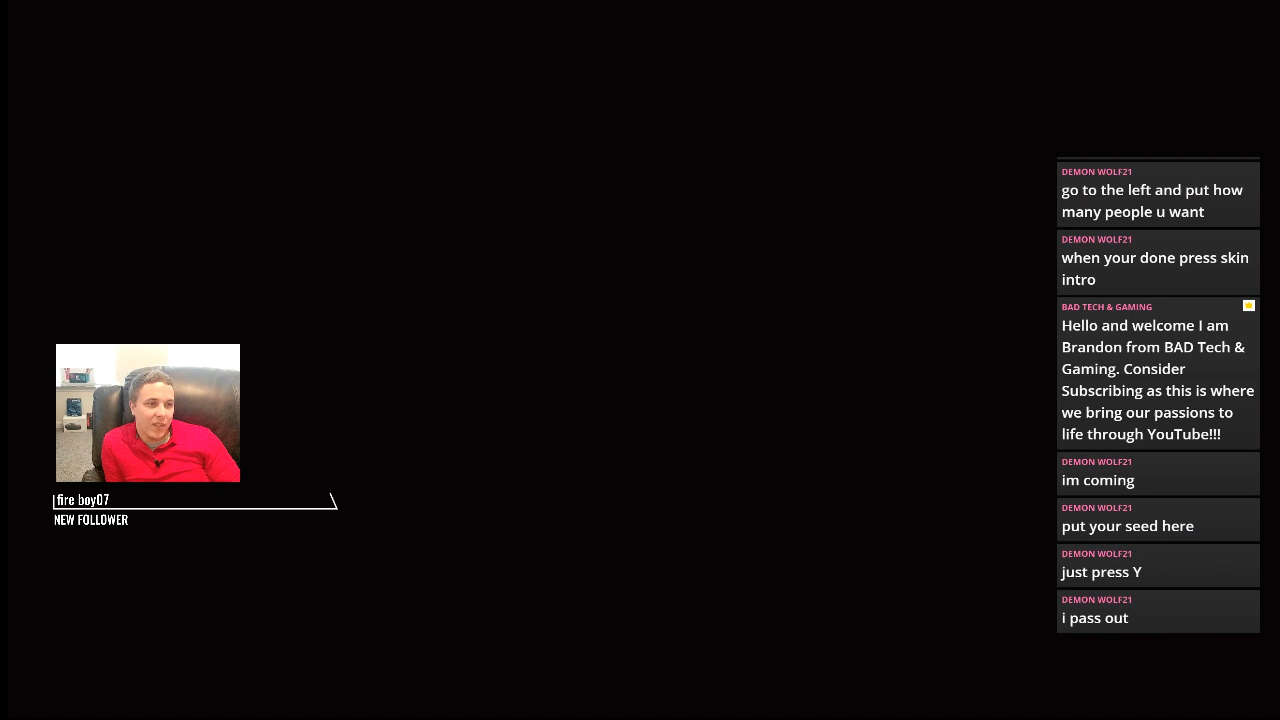 DEMON WOLF21
go to the left and put how
many people u want
DEMON WOLF21
when your done press skin
intro
BAD TECH & GAMING
Hello and welcome I am
Brandon from BAD Tech &
Gaming. Consider
Subscribing as this is where
we bring our passions to
life through YouTube!!!
DEMON WOLF21
im coming
DEMON WOLF21
put your seed here
DEMON WOLF21
just press Y
DEMON WOLF21
i pass out
fire boy07
NEW FOLLOWER